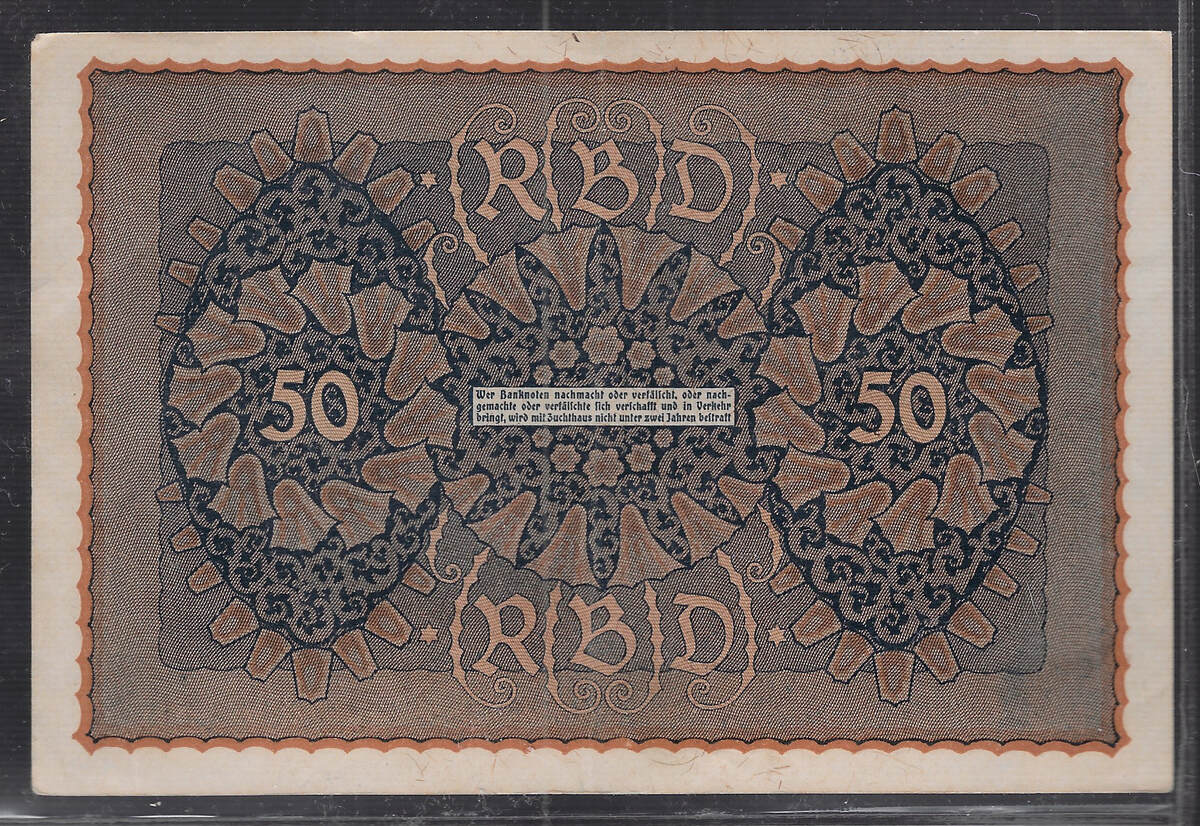 RBD
50 50
Wer Banknoten nachmacht oder verfälscht, oder nach-
gemachte oder verfälschte sich verschafft und in Verkehr
bringt, wird mit Zuchthaus nicht unter zwei Jahren bestraft
RBD